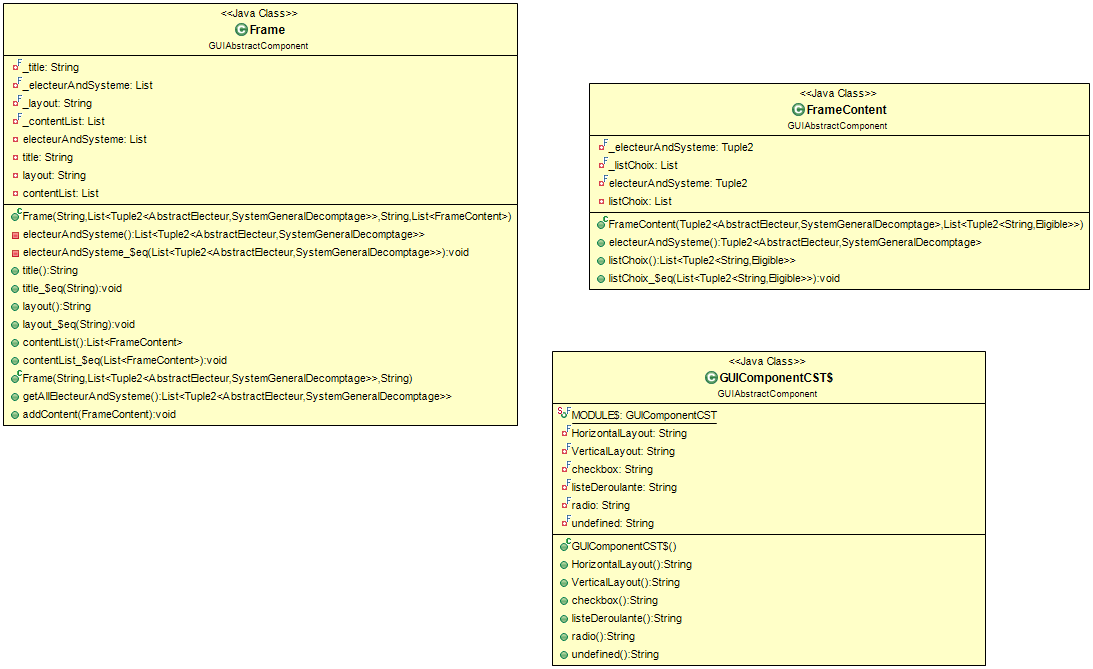 <<Java Class>>
Frame
GUIAbstractComponent
_title: String
_electeurAndSysteme: List
_layout: String
_contentList: List
electeurAndSysteme: List
title: String
layout: String
contentList: List
Frame(String,List<Tuple2<AbstractElecteur,SystemGeneralDecomptage>>,String,List<FrameContent>)
electeurAndSysteme():List<Tuple2<AbstractElecteur,SystemGeneralDecomptage>>
electeurAndSysteme_$eq(List<Tuple2<AbstractElecteur,SystemGeneralDecomptage>>):void
title():String
title_$eq(String):void
layout():String
layout_$eq(String):void
contentList():List<FrameContent>
contentList_$eq(List<FrameContent>):void
Frame(String,List<Tuple2<AbstractElecteur,SystemGeneralDecomptage>>,String)
getAllElecteurAndSysteme():List<Tuple2<AbstractElecteur,SystemGeneralDecomptage>>
addContent(FrameContent):void
<<Java Class>>
FrameContent
GUIAbstractComponent
_electeurAndSysteme: Tuple2
_listChoix: List
electeurAndSysteme: Tuple2
listChoix: List
FrameContent(Tuple2<AbstractElecteur,SystemGeneralDecomptage>,List<Tuple2<String,Eligible>>)
electeurAndSysteme():Tuple2<AbstractElecteur,SystemGeneralDecomptage>
listChoix():List<Tuple2<String,Eligible>>
listChoix_$eq(List<Tuple2<String,Eligible>>):void
<<Java Class>>
GUIComponentCST$
GUIAbstractComponent
MODULE$: GUIComponentCST
HorizontalLayout: String
VerticalLayout: String
checkbox: String
listeDeroulante: String
radio: String
undefined: String
GUIComponentCST$()
HorizontalLayout():String
VerticalLayout():String
checkbox():String
listeDeroulante():String
radio():String
undefined():String